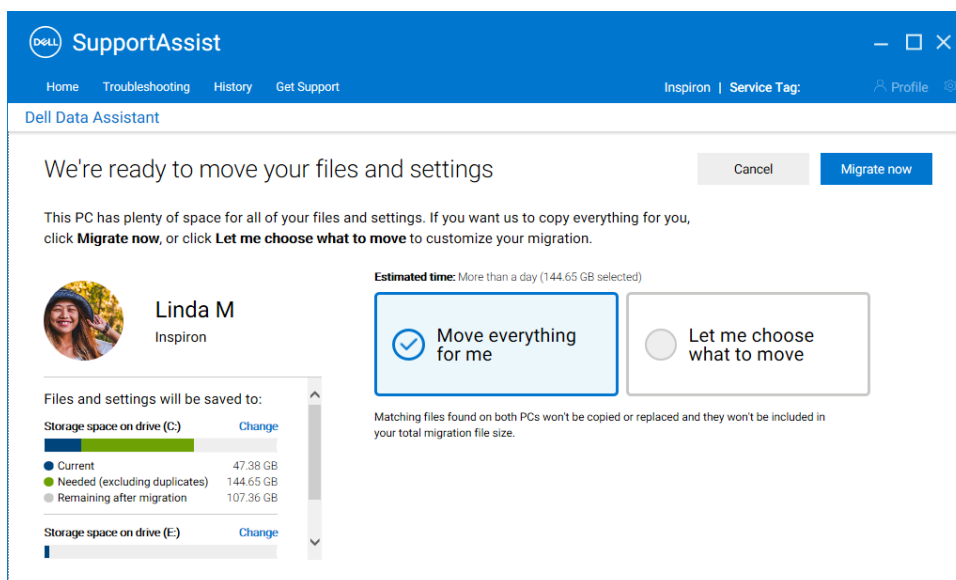 DELL SupportAssist
Home Troubleshooting History Get Support Inspiron | Service Tag: Profile
Dell Data Assistant
We're ready to move your files and settings
Cancel
Migrate now
This PC has plenty of space for all of your files and settings. If you want us to copy everything for you,
click Migrate now, or click Let me choose what to move to customize your migration.
Linda M
Inspiron
Files and settings will be saved to:
Storage space on drive (C:) Change
Current 47.38 GB
Needed (excluding duplicates) 144.65 GB
Remaining after migration 107.36 GB
Storage space on drive (E:) Change
Estimated time: More than a day (144.65 GB selected)
Move everything
for me
Let me choose
what to move
Matching files found on both PCs won't be copied or replaced and they won't be included in
your total migration file size.